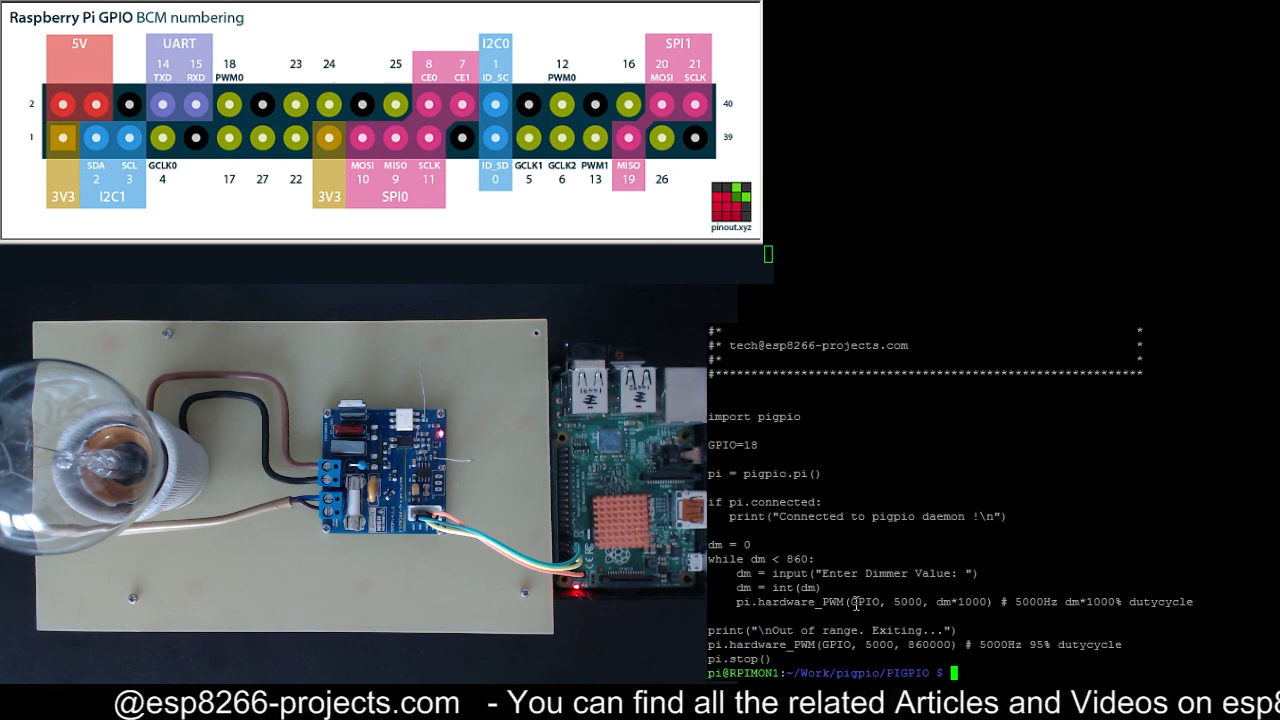 Raspberry Pi GPIO BCM numbering
5V UART I2C0 SPI1
14 15 18 23 24 25 8 7 1 12 16 20 21
TXD RXD PWM0 CE0 CE1 ID_SC PWM0 MOSI SCLK
2 40
1 39
SDA SCL GCLK0 MOSI MISO SCLK ID_SD GCLK1 GCLK2 PWM1 MISO
2 3 4 17 27 22 10 9 11 0 5 6 13 19 26
3V3 I2C1 3V3 SPI0
pinout.xyz
#* *
#* tech@esp8266-projects.com *
#* *
#************************************************************
import pigpio
GPIO=18
pi = pigpio.pi()
if pi.connected:
print("Connected to pigpio daemon !\n")
dm = 0
while dm < 860:
dm = input("Enter Dimmer Value: ")
dm = int(dm)
pi.hardware_PWM(GPIO, 5000, dm*1000) # 5000Hz dm*1000% dutycycle
print("\nOut of range. Exiting...")
pi.hardware_PWM(GPIO, 5000, 860000) # 5000Hz 95% dutycycle
pi.stop()
pi@RPIMON1:~/Work/pigpio/PIGPIO $
@esp8266-projects.com - You can find all the related Articles and Videos on esp8